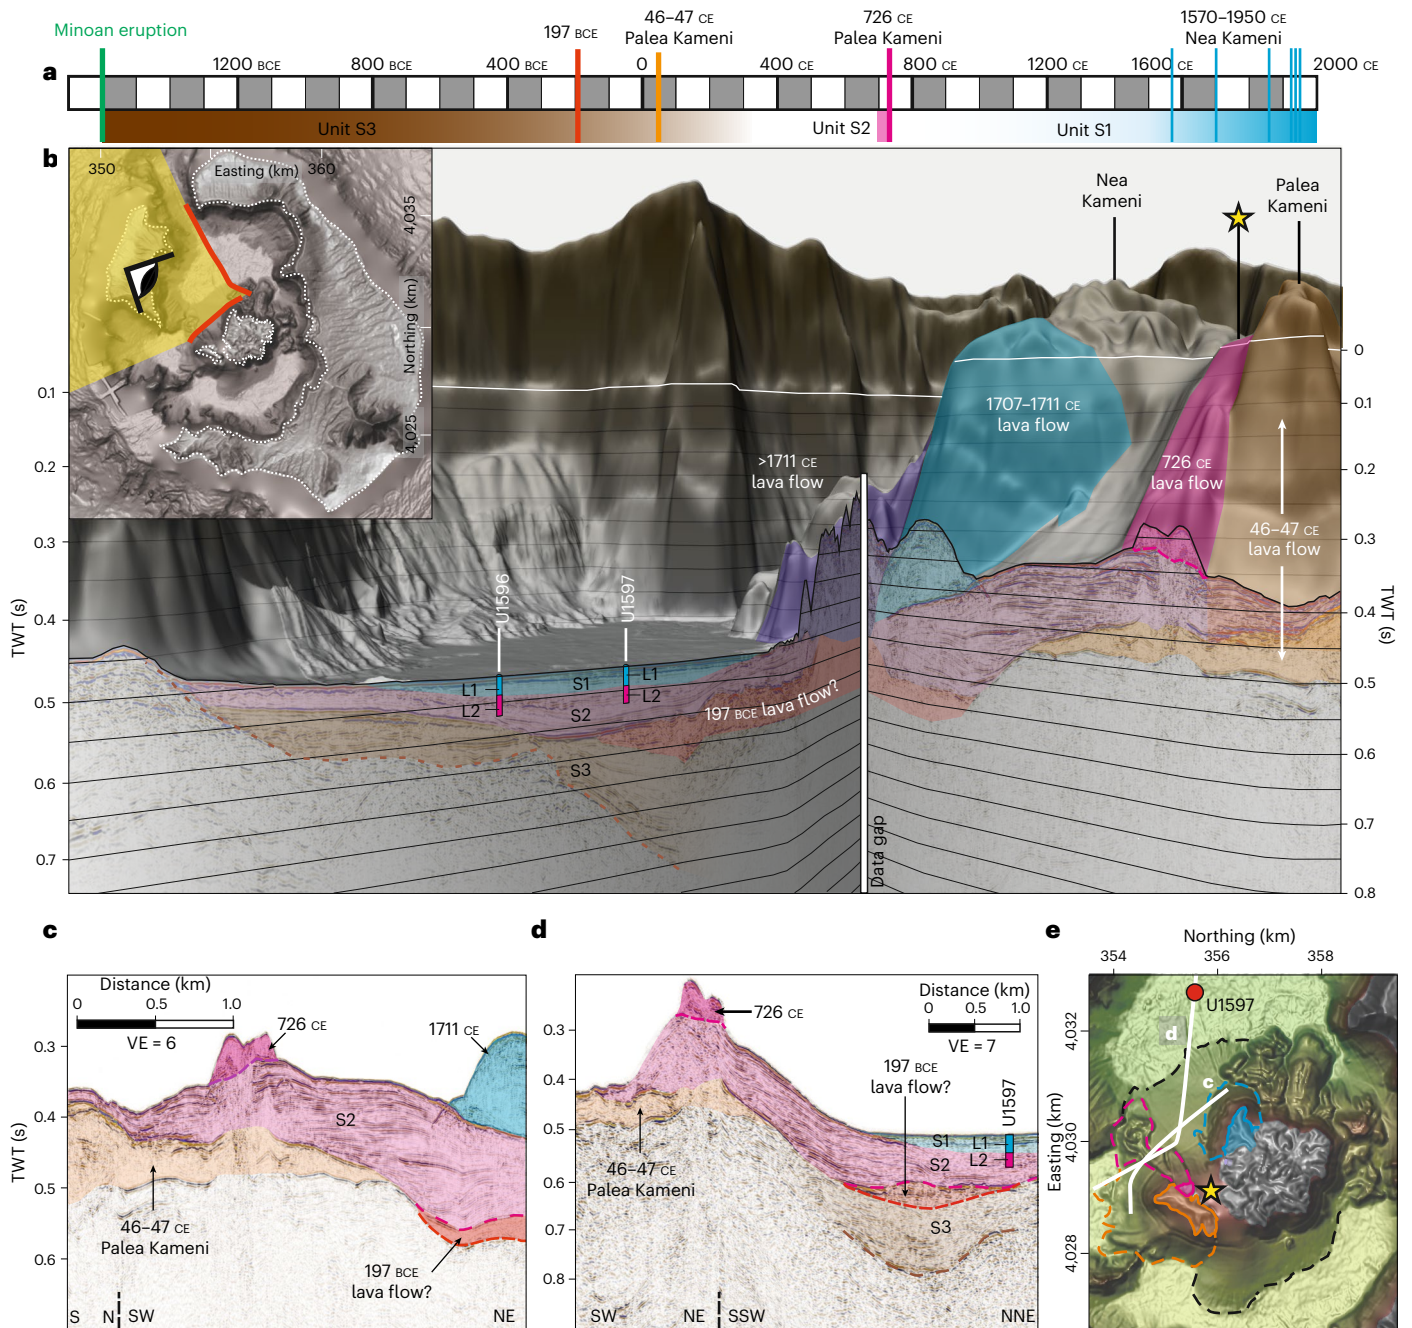 Minoan eruption
197 BCE
46–47 CE
Palea Kameni
726 CE
Palea Kameni
1570–1950 CE
Nea Kameni
a
1200 BCE
800 BCE
400 BCE
0
400 CE
800 CE
1200 CE
1600 CE
2000 CE
Unit S3
Unit S2
Unit S1
b
350
Easting (km)
360
4,035
Northing (km)
4,025
Nea
Kameni
Palea
Kameni
0
0.1
0.2
0.3
0.4
0.5
0.6
0.7
0.8
TWT (s)
0.1
0.2
0.3
0.4
0.5
0.6
0.7
TWT (s)
1707–1711 CE
lava flow
>1711 CE
lava flow
726 CE
lava flow
46–47 CE
lava flow
U1596
U1597
L1
L2
S1
L1
L2
S2
197 BCE lava flow?
S3
Data gap
c
Distance (km)
0
0.5
1.0
VE = 6
726 CE
1711 CE
0.3
0.4
0.5
0.6
TWT (s)
S2
46–47 CE
Palea Kameni
197 BCE
lava flow?
S
N
SW
NE
d
Distance (km)
0
0.5
1.0
VE = 7
726 CE
0.3
0.4
0.5
0.6
0.7
0.8
197 BCE
lava flow?
U1597
S1
L1
S2
L2
46–47 CE
Palea Kameni
S3
SW
NE
SSW
NNE
e
Northing (km)
354
356
358
U1597
d
c
4,032
4,030
4,028
Easting (km)